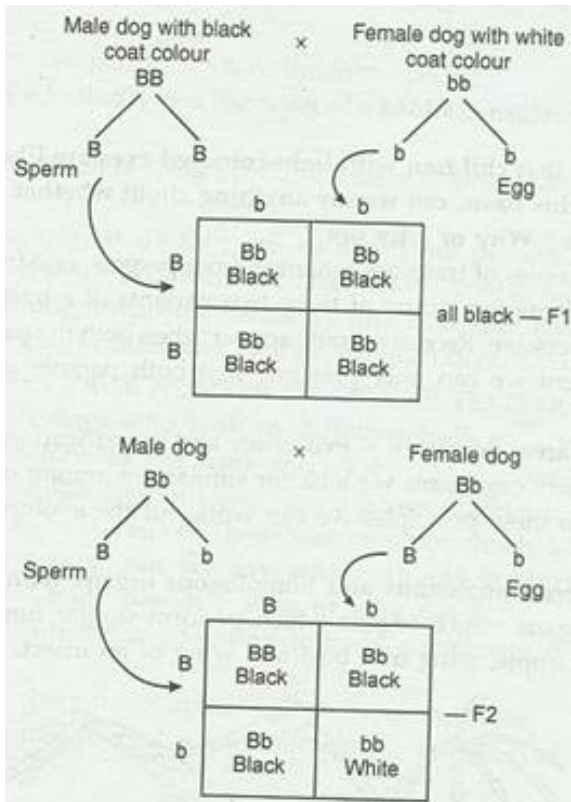 Male dog with black
coat colour
×
Female dog with white
coat colour
BB
bb
B
B
b
b
Sperm
Egg
b
b
B
Bb
Black
Bb
Black
all black — F1
B
Bb
Black
Bb
Black
Male dog
×
Female dog
Bb
Bb
B
b
B
b
Sperm
Egg
B
b
B
BB
Black
Bb
Black
— F2
b
Bb
Black
bb
White